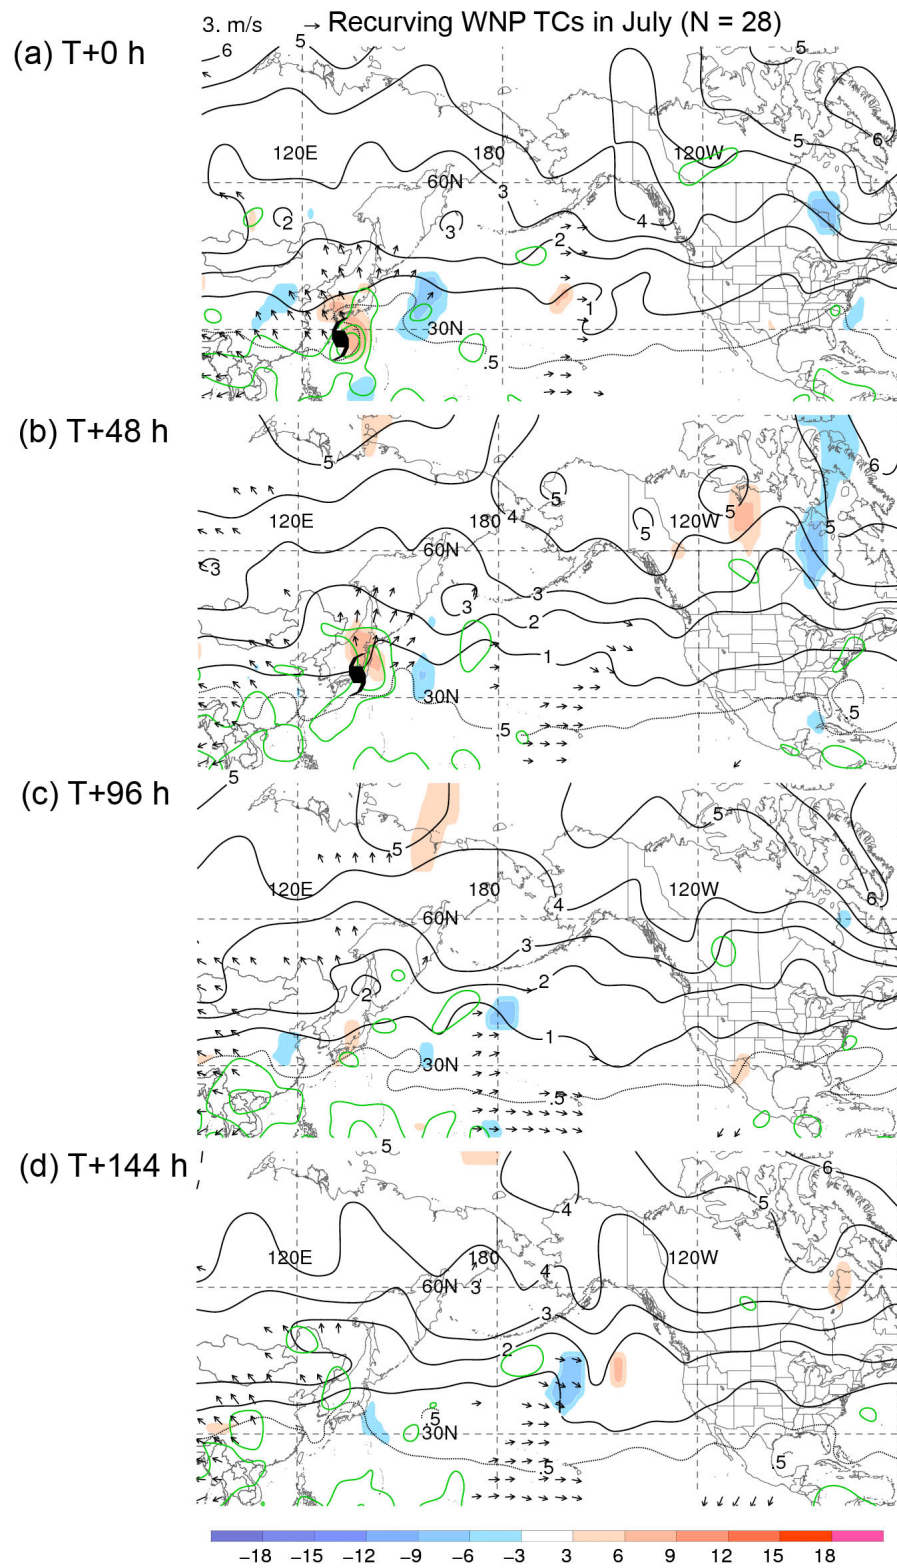 3. m/s → Recurving WNP TCs in July (N = 28)
(a) T+0 h
5
6
5
6
5
120E
180
120W
60N
3
2
3
4
2
1
30N
.5
(b) T+48 h
5
6
5
5
5
5
120E
180
4
120W
60N
3
3
3
2
1
30N
.5
.5
(c) T+96 h
5
5
5
120E
180
120W
4
6
60N
3
2
2
1
30N
.5
(d) T+144 h
5
6
5
4
120E
180
120W
4
60N
3
3
2
.5
30N
.5
.5
−18 −15 −12 −9 −6 −3 3 6 9 12 15 18